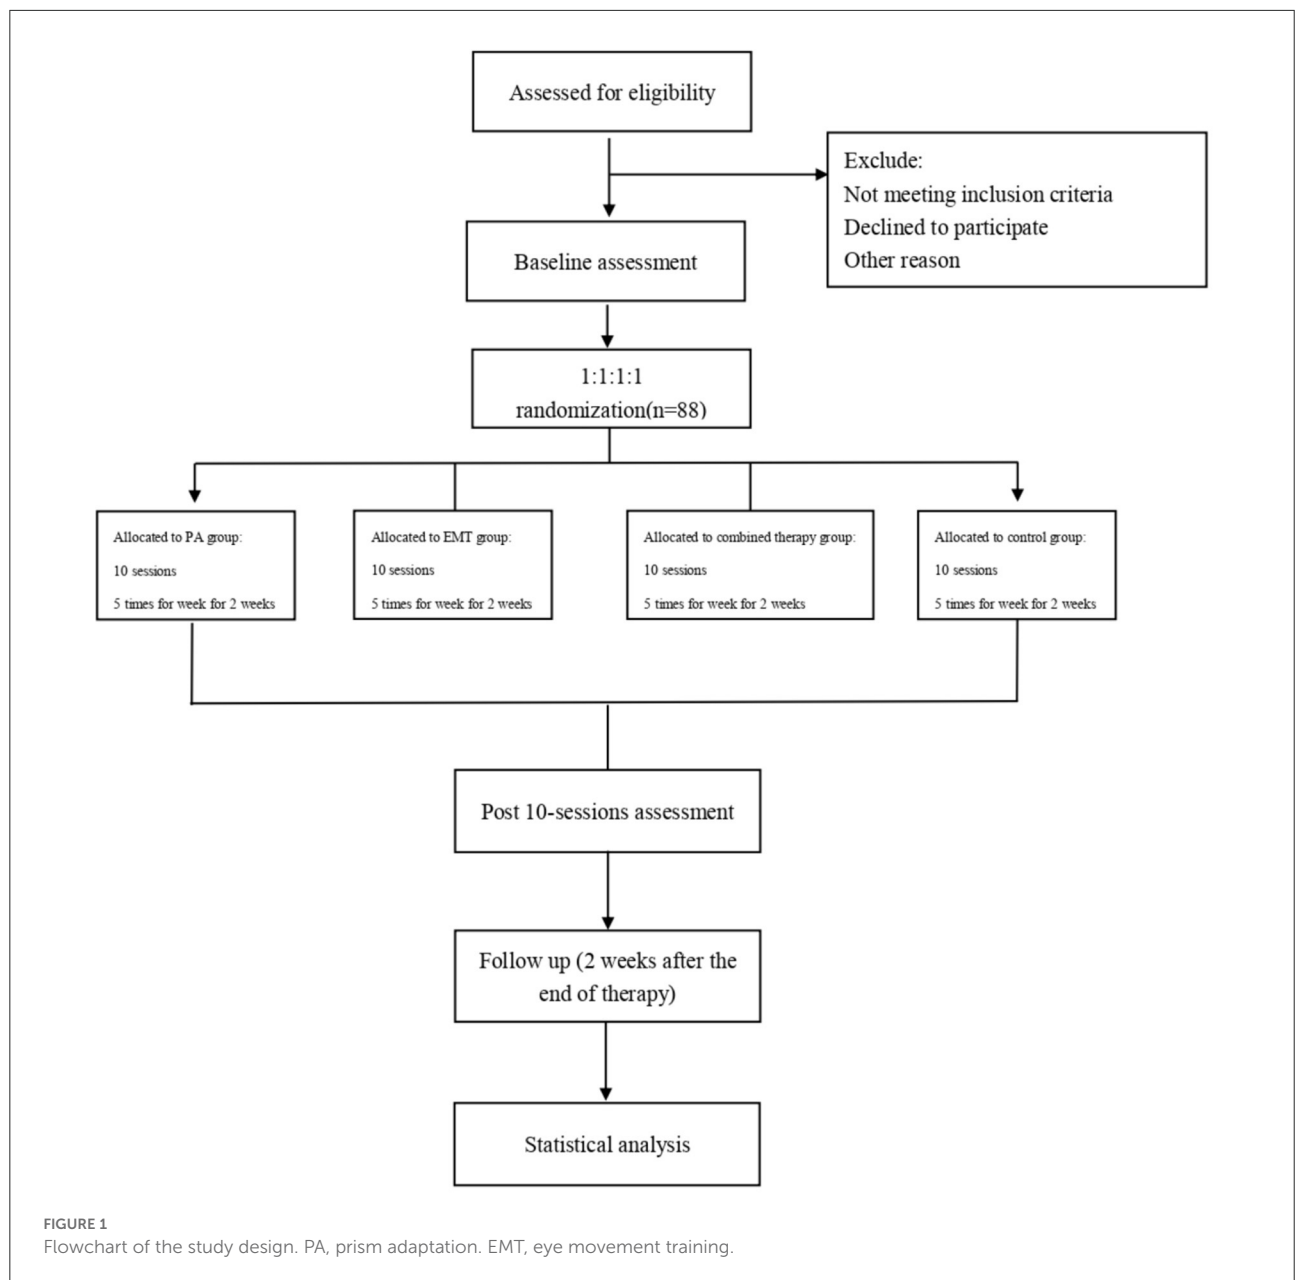 Assessed for eligibility
Exclude:
Not meeting inclusion criteria
Declined to participate
Other reason
Baseline assessment
1:1:1:1
randomization(n=88)
Allocated to PA group:
10 sessions
5 times for week for 2 weeks
Allocated to EMT group:
10 sessions
5 times for week for 2 weeks
Allocated to combined therapy group:
10 sessions
5 times for week for 2 weeks
Allocated to control group:
10 sessions
5 times for week for 2 weeks
Post 10-sessions assessment
Follow up (2 weeks after the
end of therapy)
Statistical analysis
FIGURE 1
Flowchart of the study design. PA, prism adaptation. EMT, eye movement training.